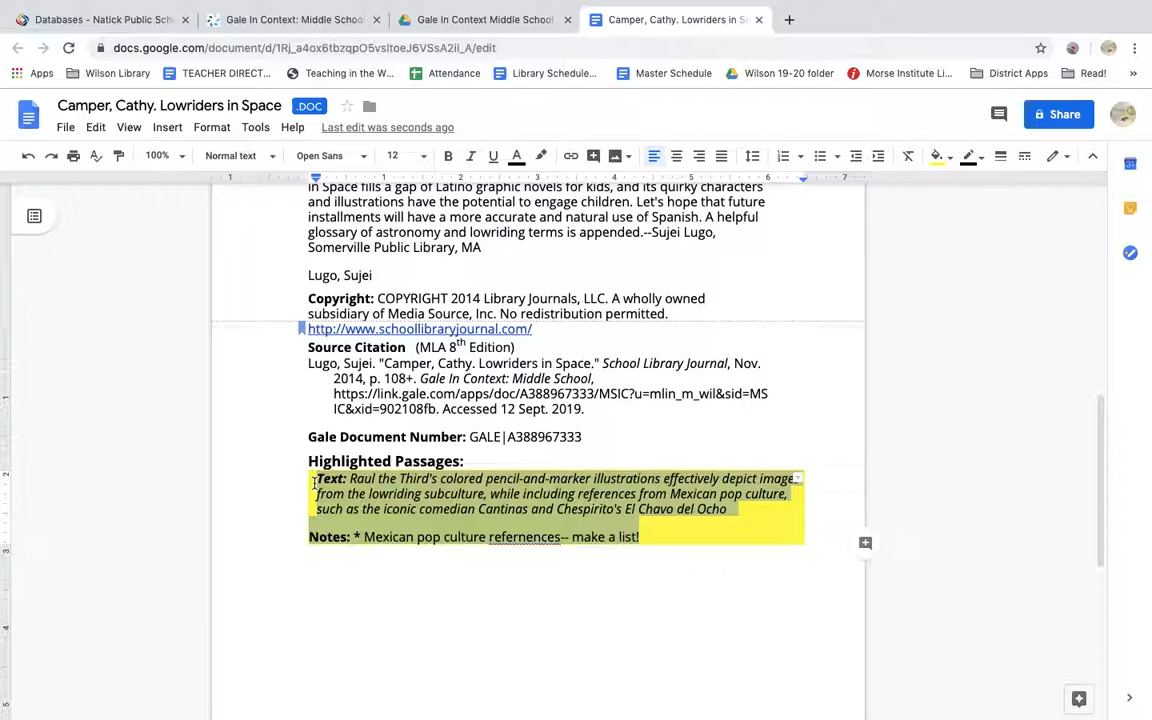 Databases - Natick Public Sch
Gale In Context: Middle Schoo
Gale In Context Middle School
Camper, Cathy. Lowriders in Sp
docs.google.com/document/d/1Rj_a4ox6tbzqpO5vsItoeJ6VSsA2iI_A/edit
Apps
Wilson Library
TEACHER DIRECT...
Teaching in the W...
Attendance
Library Schedule...
Master Schedule
Wilson 19-20 folder
Morse Institute Li...
District Apps
Read!
Camper, Cathy. Lowriders in Space
.DOC
Share
File Edit View Insert Format Tools Help Last edit was seconds ago
100% Normal text Open Sans 12 B I U A
1 1 2 3 4 5 6 7
in Space fills a gap of Latino graphic novels for kids, and its quirky characters
and illustrations have the potential to engage children. Let's hope that future
installments will have a more accurate and natural use of Spanish. A helpful
glossary of astronomy and lowriding terms is appended.--Sujei Lugo,
Somerville Public Library, MA
Lugo, Sujei
Copyright: COPYRIGHT 2014 Library Journals, LLC. A wholly owned
subsidiary of Media Source, Inc. No redistribution permitted.
http://www.schoollibraryjournal.com/
Source Citation (MLA 8th Edition)
Lugo, Sujei. "Camper, Cathy. Lowriders in Space." School Library Journal, Nov.
2014, p. 108+. Gale In Context: Middle School,
https://link.gale.com/apps/doc/A388967333/MSIC?u=mlin_m_wil&sid=MS
IC&xid=902108fb. Accessed 12 Sept. 2019.
Gale Document Number: GALE|A388967333
Highlighted Passages:
Text: Raul the Third's colored pencil-and-marker illustrations effectively depict image
from the lowriding subculture, while including references from Mexican pop culture,
such as the iconic comedian Cantinas and Chespirito's El Chavo del Ocho
Notes: * Mexican pop culture refernences-- make a list!